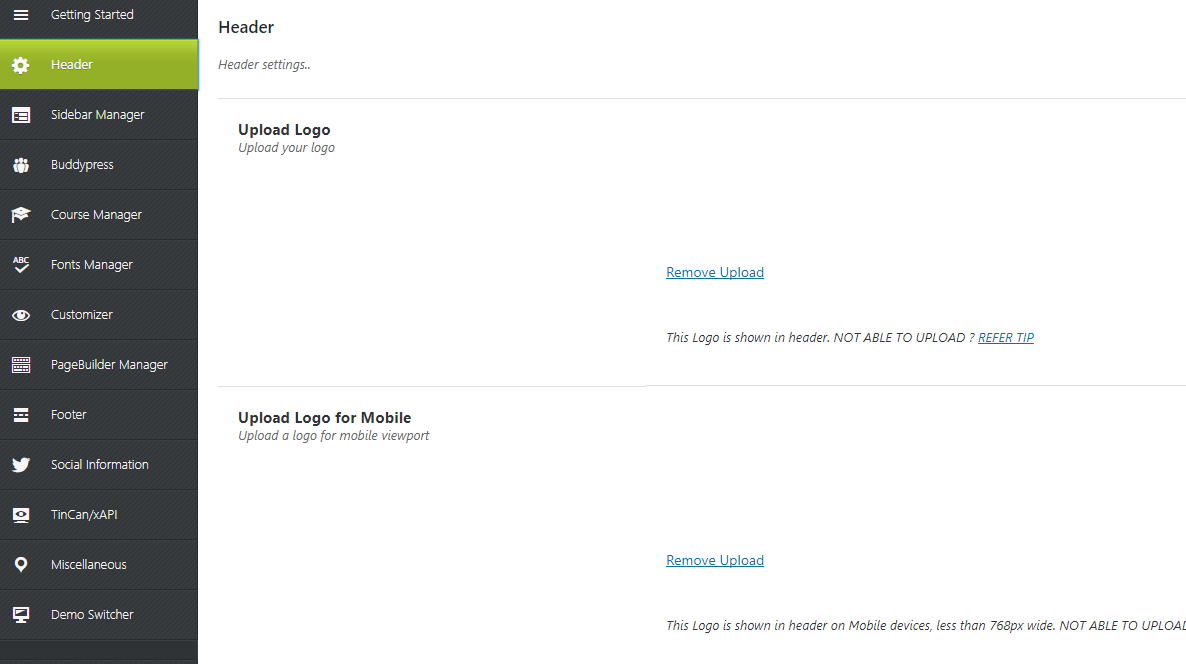 Getting Started
Header
Sidebar Manager
Buddypress
Course Manager
ABC
Fonts Manager
Customizer
PageBuilder Manager
Footer
Social Information
TinCan/xAPI
Miscellaneous
Demo Switcher
Header
Header settings..
Upload Logo
Upload your logo
Remove Upload
This Logo is shown in header. NOT ABLE TO UPLOAD ? REFER TIP
Upload Logo for Mobile
Upload a logo for mobile viewport
Remove Upload
This Logo is shown in header on Mobile devices, less than 768px wide. NOT ABLE TO UPLOAD